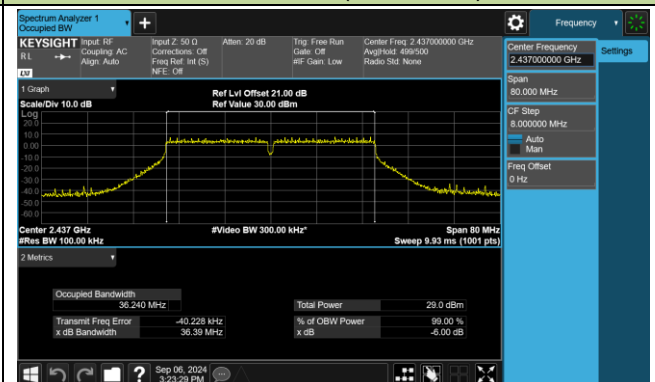 Spectrum Analyzer 1
Occupied BW
+
Frequency
KEYSIGHT
RL
LXI
Input: RF
Coupling: AC
Align: Auto
Input Z: 50 Ω
Corrections: Off
Freq Ref: Int (S)
NFE: Off
Atten: 20 dB
Trig: Free Run
Gate: Off
#IF Gain: Low
Center Freq: 2.437000000 GHz
Avg|Hold: 499/500
Radio Std: None
Center Frequency
2.437000000 GHz
Settings
Span
80.000 MHz
CF Step
8.000000 MHz
Auto
Man
Freq Offset
0 Hz
1 Graph
Scale/Div 10.0 dB
Ref Lvl Offset 21.00 dB
Ref Value 30.00 dBm
Log
20.0
10.0
0.00
-10.0
-20.0
-30.0
-40.0
-50.0
-60.0
Center 2.437 GHz
#Video BW 300.00 kHz*
Span 80 MHz
#Res BW 100.00 kHz
Sweep 9.93 ms (1001 pts)
2 Metrics
Occupied Bandwidth
36.240 MHz
Total Power 29.0 dBm
Transmit Freq Error -40.228 kHz
% of OBW Power 99.00 %
x dB Bandwidth 36.39 MHz
x dB -6.00 dB
?
Sep 06, 2024
3:23:29 PM